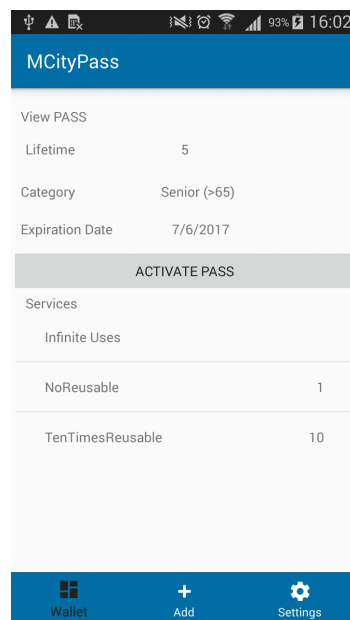 93% 16:02
MCityPass
View PASS
Lifetime 5
Category Senior (>65)
Expiration Date 7/6/2017
ACTIVATE PASS
Services
Infinite Uses
NoReusable 1
TenTimesReusable 10
Wallet Add Settings